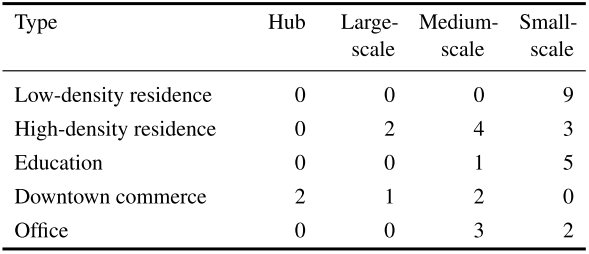 Type Hub Large- Medium- Small-
scale scale scale
Low-density residence 0 0 0 9
High-density residence 0 2 4 3
Education 0 0 1 5
Downtown commerce 2 1 2 0
Office 0 0 3 2